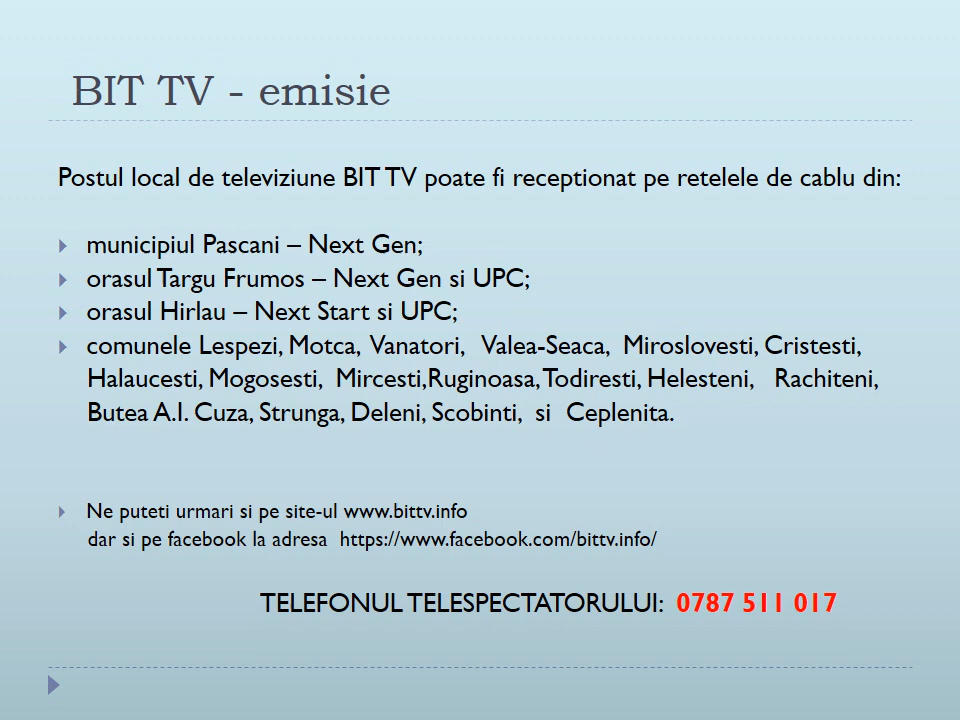 BIT TV - emisie
Postul local de televiziune BIT TV poate fi receptionat pe retelele de cablu din:
municipiul Pascani – Next Gen;
orasul Targu Frumos – Next Gen si UPC;
orasul Hirlau – Next Start si UPC;
comunele Lespezi, Motca, Vanatori, Valea-Seaca, Miroslovesti, Cristesti,
Halaucesti, Mogosesti, Mircesti,Ruginoasa, Todiresti, Helesteni, Rachiteni,
Butea A.I. Cuza, Strunga, Deleni, Scobinti, si Ceplenita.
Ne puteti urmari si pe site-ul www.bittv.info
dar si pe facebook la adresa https://www.facebook.com/bittv.info/
TELEFONUL TELESPECTATORULUI: 0787 511 017